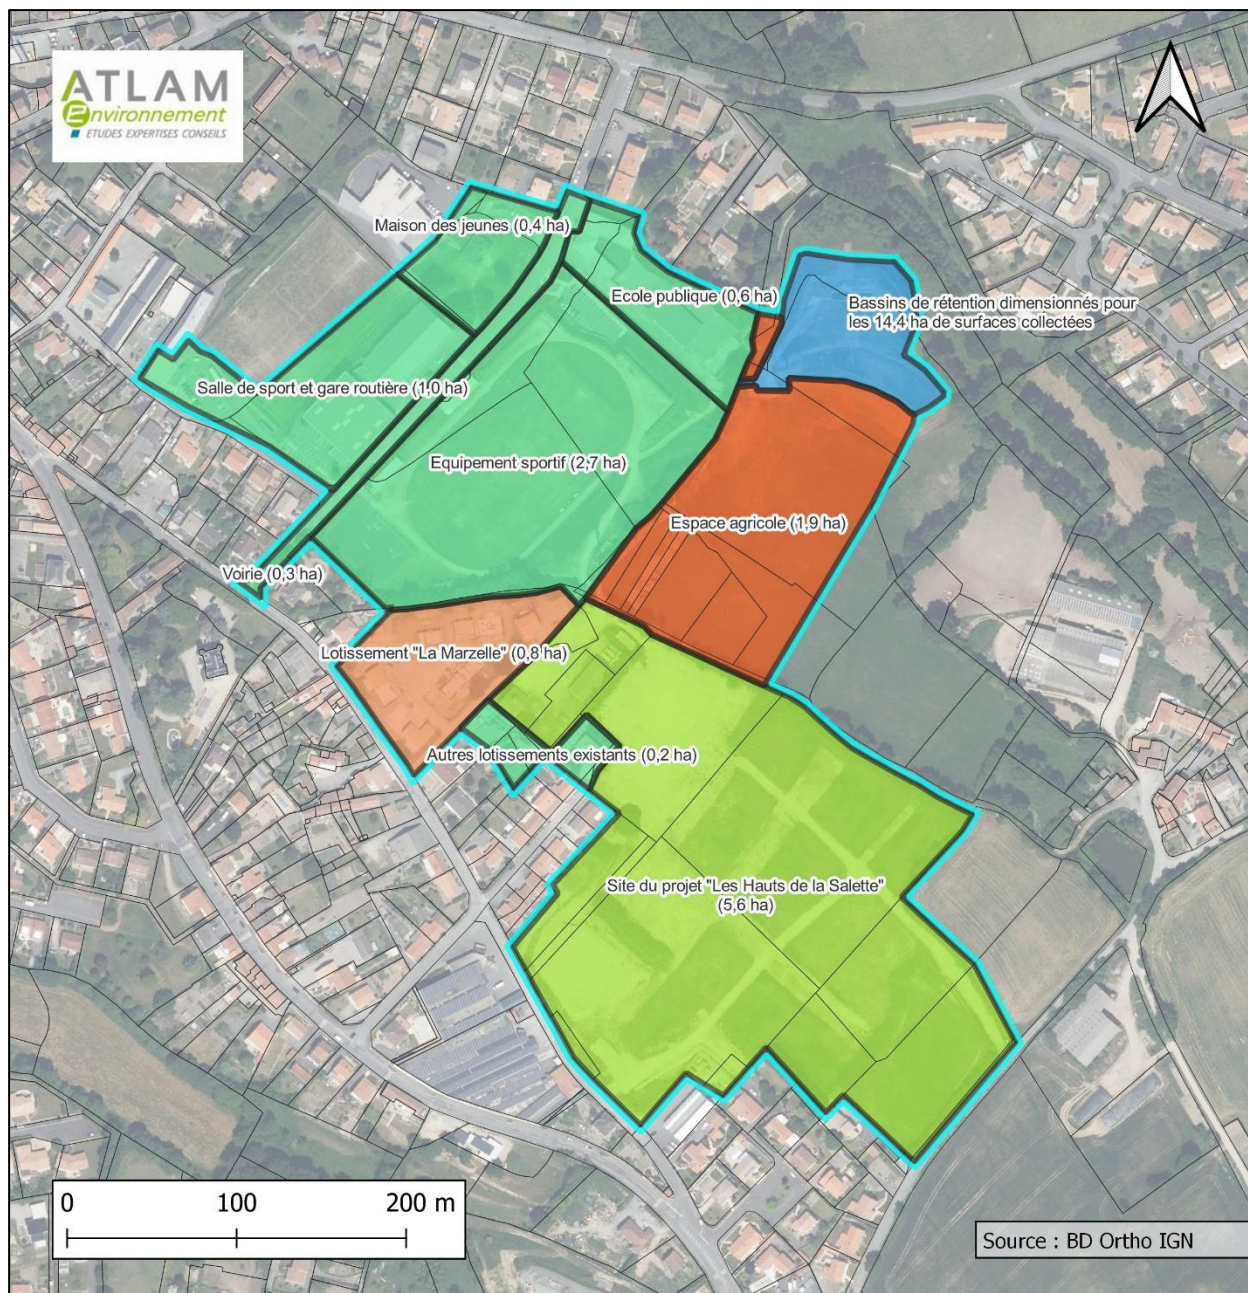 ATLAM
environnement
ETUDES EXPERTISES CONSEILS
Maison des jeunes (0,4 ha)
Ecole publique (0,6 ha)
Bassins de rétention dimensionnés pour
les 14,4 ha de surfaces collectées
Salle de sport et gare routière (1,0 ha)
Equipement sportif (2,7 ha)
Espace agricole (1,9 ha)
Voirie (0,3 ha)
Lotissement "La Marzelle" (0,8 ha)
Autres lotissements existants (0,2 ha)
Site du projet "Les Hauts de la Salette"
(5,6 ha)
0 100 200 m
Source : BD Ortho IGN